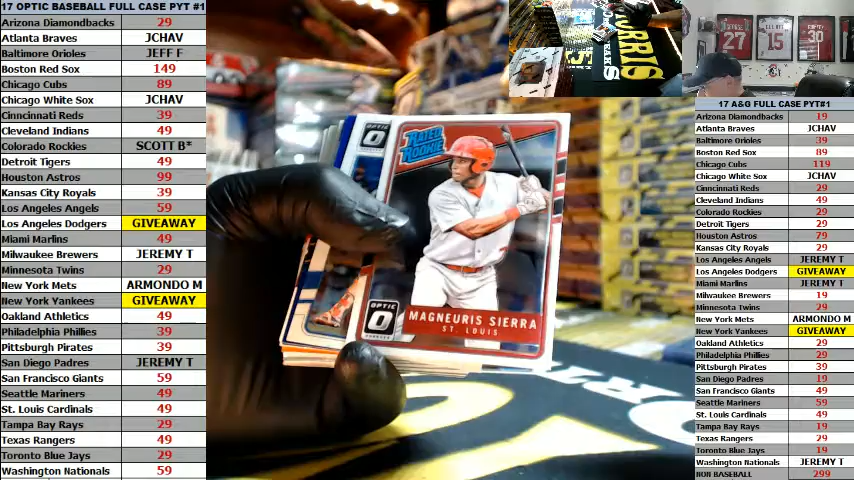 17 OPTIC BASEBALL FULL CASE PYT #1
Arizona Diamondbacks 29
Atlanta Braves JCHAV
Baltimore Orioles JEFF F
Boston Red Sox 149
Chicago Cubs 89
Chicago White Sox JCHAV
Cinncinati Reds 39
Cleveland Indians 49
Colorado Rockies SCOTT B*
Detroit Tigers 49
Houston Astros 99
Kansas City Royals 39
Los Angeles Angels 59
Los Angeles Dodgers GIVEAWAY
Miami Marlins 49
Milwaukee Brewers JEREMY T
Minnesota Twins 29
New York Mets ARMONDO M
New York Yankees GIVEAWAY
Oakland Athletics 49
Philadelphia Phillies 39
Pittsburgh Pirates 39
San Diego Padres JEREMY T
San Francisco Giants 59
Seattle Mariners 49
St. Louis Cardinals 49
Tampa Bay Rays 29
Texas Rangers 49
Toronto Blue Jays 29
Washington Nationals 59
OPTIC
RATED
ROOKIE
OPTIC
MAGNEURIS SIERRA
ST. LOUIS
27
15
30
17 A&G FULL CASE PYT#1
Arizona Diamondbacks 19
Atlanta Braves JCHAV
Baltimore Orioles 39
Boston Red Sox 89
Chicago Cubs 119
Chicago White Sox JCHAV
Cinncinati Reds 29
Cleveland Indians 49
Colorado Rockies 29
Detroit Tigers 29
Houston Astros 79
Kansas City Royals 29
Los Angeles Angels JEREMY T
Los Angeles Dodgers GIVEAWAY
Miami Marlins JEREMY T
Milwaukee Brewers 19
Minnesota Twins 29
New York Mets ARMONDO M
New York Yankees GIVEAWAY
Oakland Athletics 29
Philadelphia Phillies 29
Pittsburgh Pirates 39
San Diego Padres 19
San Francisco Giants 49
Seattle Mariners 59
St. Louis Cardinals 49
Tampa Bay Rays 19
Texas Rangers 29
Toronto Blue Jays 19
Washington Nationals JEREMY T
NON BASEBALL 299